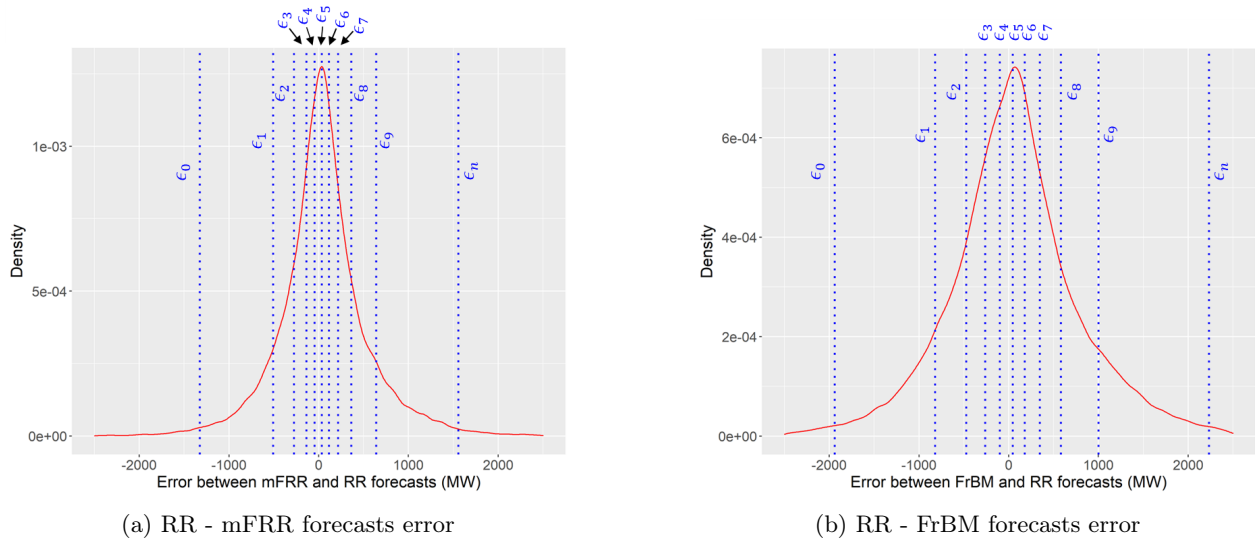 ϵ3 ϵ4 ϵ5 ϵ6 ϵ7
ϵ0
ϵ1
ϵ2
ϵ8
ϵ9
ϵn
1e-03
5e-04
0e+00
Density
-2000 -1000 0 1000 2000
Error between mFRR and RR forecasts (MW)
(a) RR - mFRR forecasts error
ϵ3 ϵ4 ϵ5 ϵ6 ϵ7
ϵ0
ϵ1
ϵ2
ϵ8
ϵ9
ϵn
6e-04
4e-04
2e-04
0e+00
Density
-2000 -1000 0 1000 2000
Error between FrBM and RR forecasts (MW)
(b) RR - FrBM forecasts error